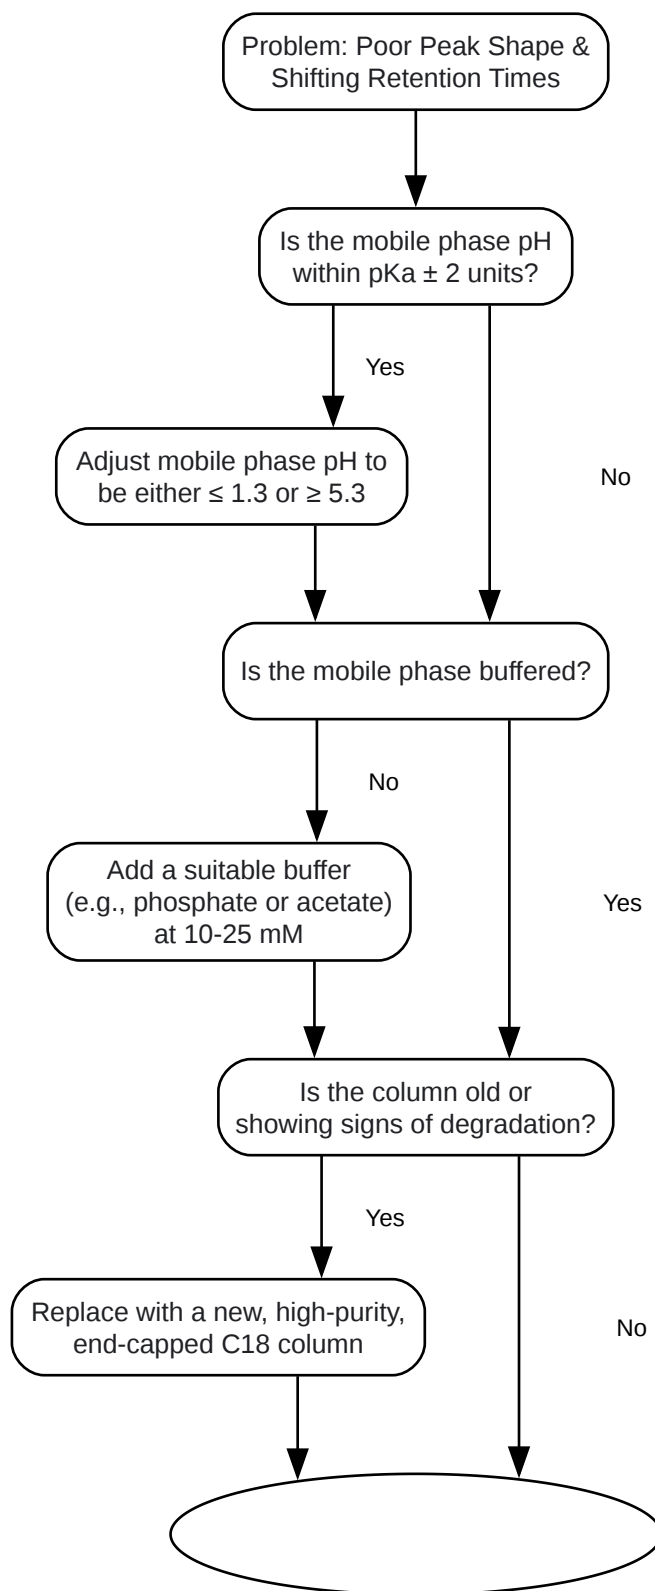 Problem: Poor Peak Shape &
Shifting Retention Times
Is the mobile phase pH
within pKa ± 2 units?
Yes
Adjust mobile phase pH to
be either ≤ 1.3 or ≥ 5.3
No
Is the mobile phase buffered?
No
Add a suitable buffer
(e.g., phosphate or acetate)
at 10-25 mM
Yes
Is the column old or
showing signs of degradation?
Yes
Replace with a new, high-purity,
end-capped C18 column
No